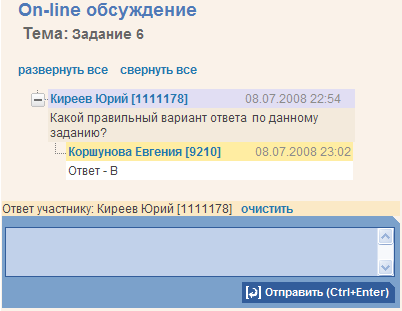 On-line обсуждение
Тема: Задание 6
развернуть все свернуть все
Киреев Юрий [1111178] 08.07.2008 22:54
Какой правильный вариант ответа по данному
заданию?
Коршунова Евгения [9210] 08.07.2008 23:02
Ответ - В
Ответ участнику: Киреев Юрий [1111178] очистить
Отправить (Ctrl+Enter)